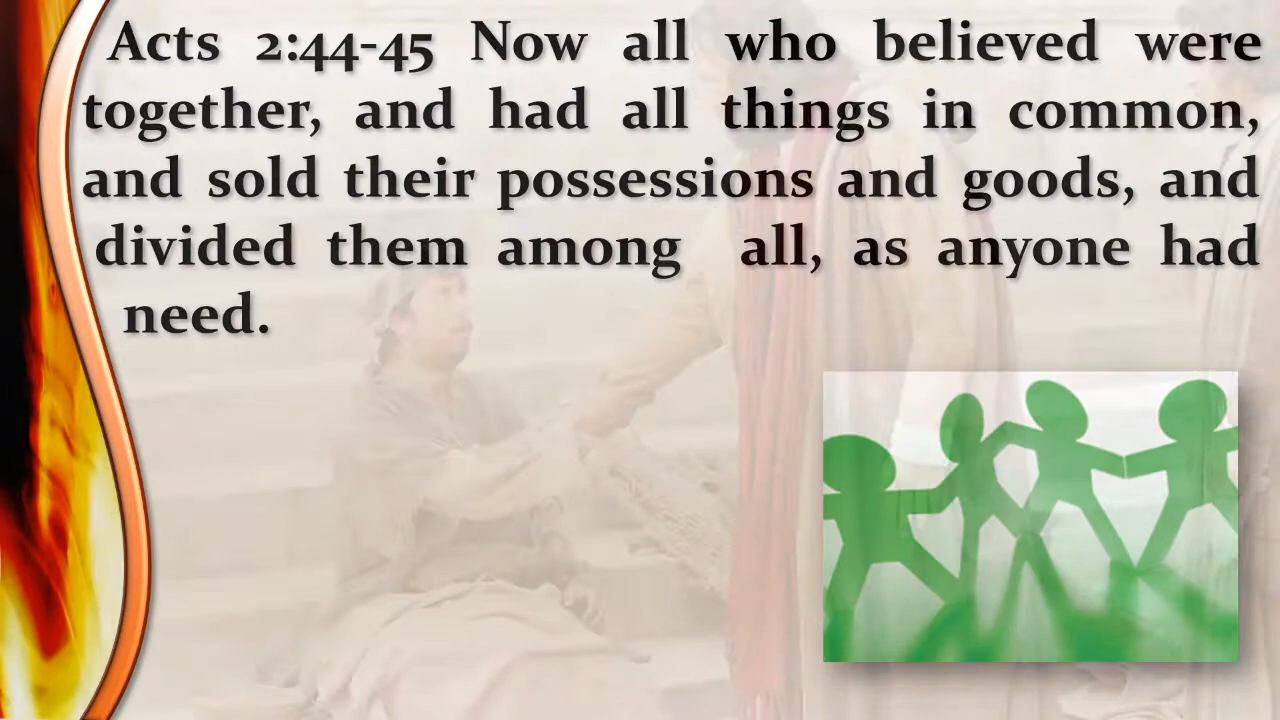 Acts 2:44-45 Now all who believed were
together, and had all things in common,
and sold their possessions and goods, and
divided them among all, as anyone had
need.